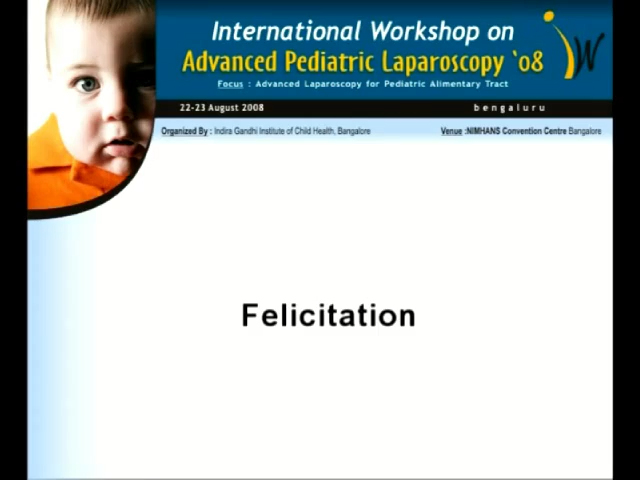 International Workshop on
Advanced Pediatric Laparoscopy `08
Focus : Advanced Laparoscopy for Pediatric Alimentary Tract
22-23 August 2008
bengaluru
Organized By : Indira Gandhi Institute of Child Health, Bangalore
Venue :NIMHANS Convention Centre Bangalore
Felicitation